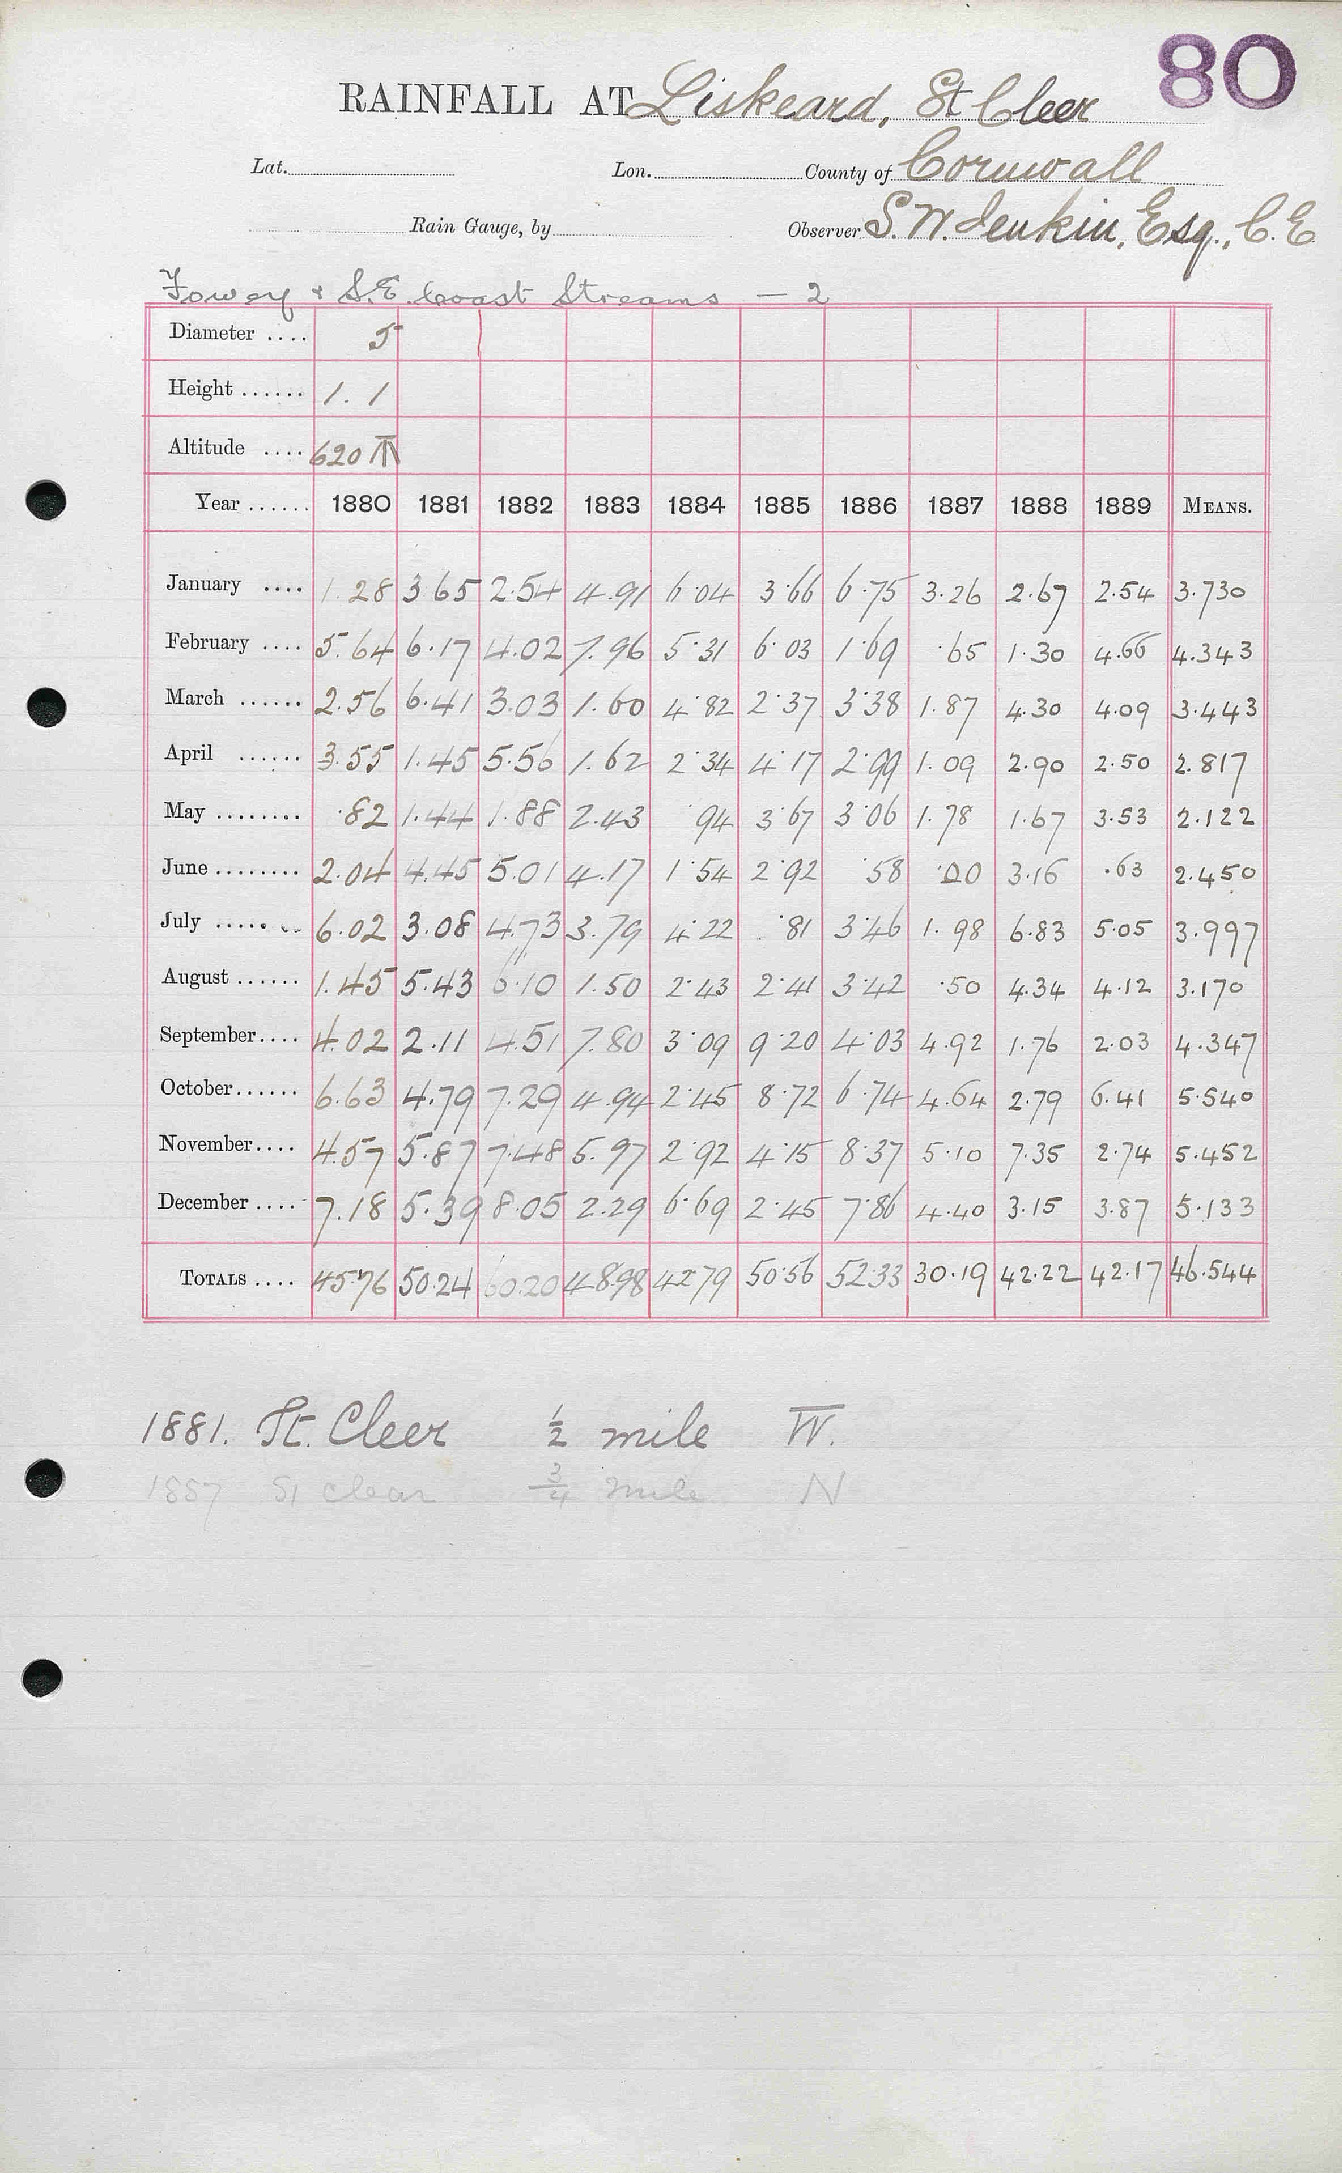 80
RAINFALL AT Liskeard, St Cleer
Lat. Lon. County of Cornwall
Rain Gauge, by Observer S. W. Jenkin, Esq., C.E.
Fowey & S.E. Coast Streams — 2
Diameter .... 5
Height ...... 1.1
Altitude .... 620
Year ...... 1880 1881 1882 1883 1884 1885 1886 1887 1888 1889 MEANS.
January .... 1.28 3.65 2.54 4.91 6.04 3.66 6.75 3.26 2.67 2.54 3.730
February .... 5.64 6.17 4.02 7.96 5.31 6.03 1.69 .65 1.30 4.66 4.343
March ...... 2.56 6.41 3.03 1.60 4.82 2.37 3.38 1.87 4.30 4.09 3.443
April ...... 3.55 1.45 5.56 1.62 2.34 4.17 2.99 1.09 2.90 2.50 2.817
May ........ .82 1.44 1.88 2.43 94 3.67 3.06 1.78 1.67 3.53 2.122
June ........ 2.04 4.45 5.01 4.17 1.54 2.92 .58 .00 3.16 .63 2.450
July ....... 6.02 3.08 4.73 3.79 4.22 .81 3.46 1.98 6.83 5.05 3.997
August ...... 1.45 5.43 6.10 1.50 2.43 2.41 3.42 .50 4.34 4.12 3.170
September .... 4.02 2.11 4.51 7.80 3.09 9.20 4.03 4.92 1.76 2.03 4.347
October ...... 6.63 4.79 7.29 4.94 2.45 8.72 6.74 4.64 2.79 6.41 5.540
November .... 4.57 5.87 7.48 5.97 2.92 4.15 8.37 5.10 7.35 2.74 5.452
December .... 7.18 5.39 8.05 2.29 6.69 2.45 7.86 4.40 3.15 3.87 5.133
TOTALS .... 45.76 50.24 60.20 48.98 42.79 50.56 52.33 30.19 42.22 42.17 46.544
1881. St. Cleer ½ mile W.
1887 St clear ¾ mile N